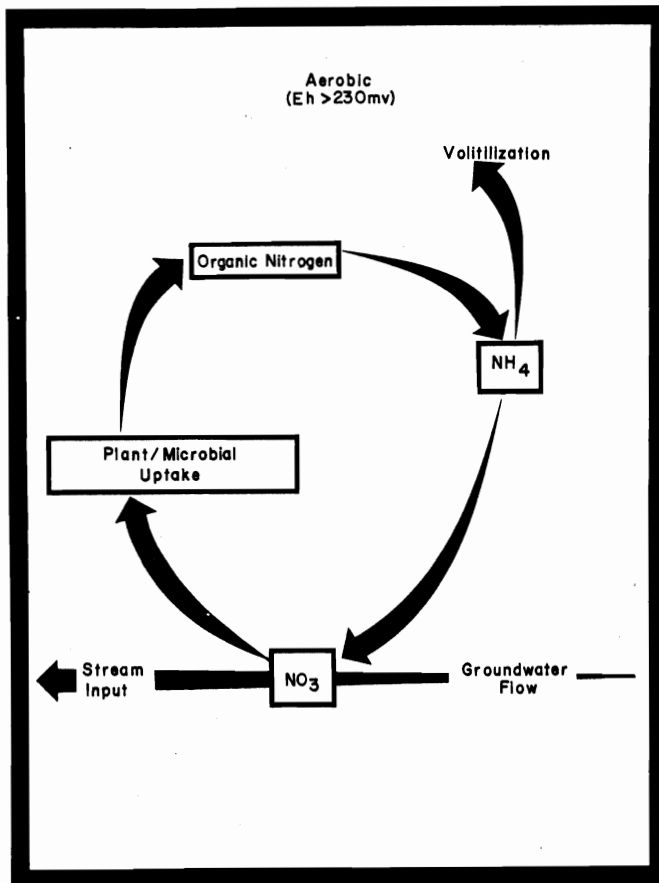 Aerobic
(Eh >230mv)
Volitilization
Organic Nitrogen
NH4
Plant/Microbial
Uptake
Stream
Input
NO3
Groundwater
Flow